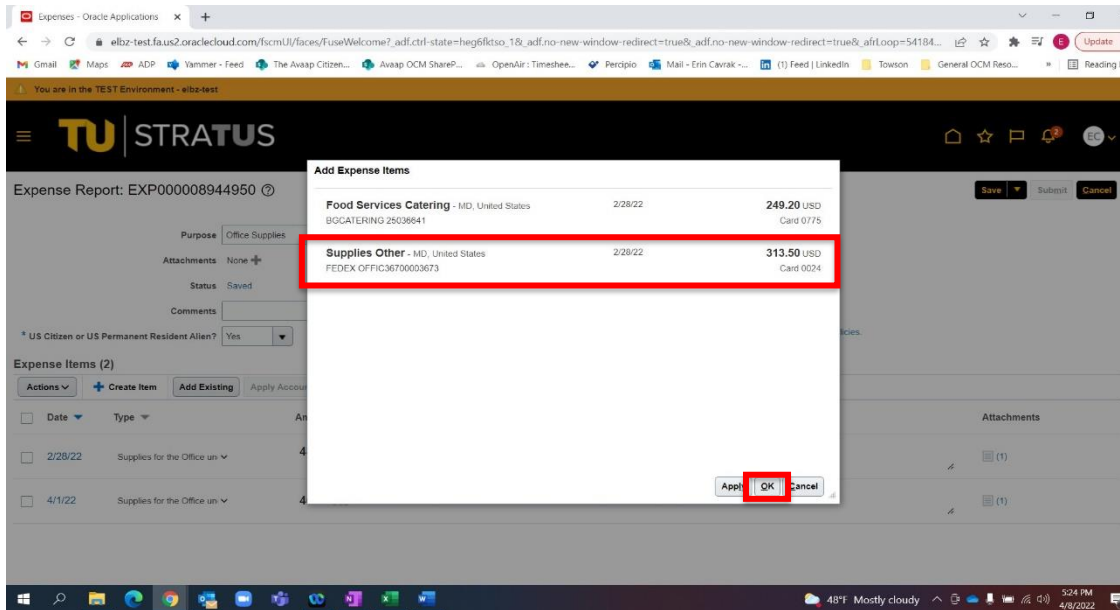 Expenses - Oracle Applications
elbz-test.fa.us2.oraclecloud.com/fscmUI/faces/FuseWelcome?_adf.ctrl-state=heg6flktso_1&_adf.no-new-window-redirect=true&_adf.no-new-window-redirect=true&_afrLoop=54184... E Update
Gmail Maps ADP Yammer - Feed The Avaap Citizen... Avaap OCM ShareP... OpenAir : Timeshee... Percipio Mail - Erin Cavrak -... (1) Feed | LinkedIn Towson General OCM Reso... » Reading
You are in the TEST Environment - elbz-test
TU STRATUS 2 EC
Add Expense Items
Expense Report: EXP000008944950 Save Submit Cancel
Food Services Catering - MD, United States 2/28/22 249.20 USD
BGCATERING 25036641 Card 0775
Purpose Office Supplies
Supplies Other - MD, United States 2/28/22 313.50 USD
Attachments None
FEDEX OFFIC36700003673 Card 0024
Status Saved
Comments
* US Citizen or US Permanent Resident Alien? Yes
Expense Items (2)
Actions Create Item Add Existing
Date Type Attachments
2/28/22 Supplies for the Office un (1)
Apply OK Cancel
4/1/22 Supplies for the Office un (1)
48°F Mostly cloudy 5:24 PM
4/8/2022